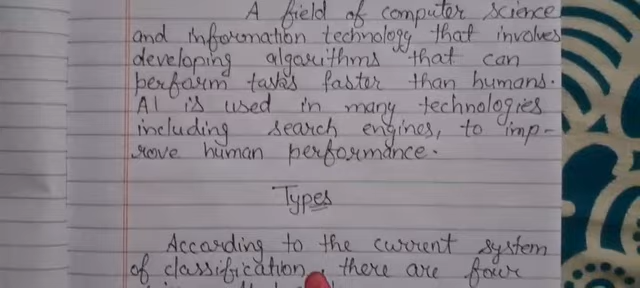 A field of computer science
and information technology that involves
developing algorithms that can
perform tasks faster than humans.
AI is used in many technologies
including search engines, to imp-
rove human performance.
Types
According to the current system
of classification, there are four